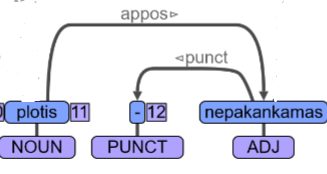 appos▹
◃punct
plotis 11 - 12 nepakankamas
NOUN PUNCT ADJ